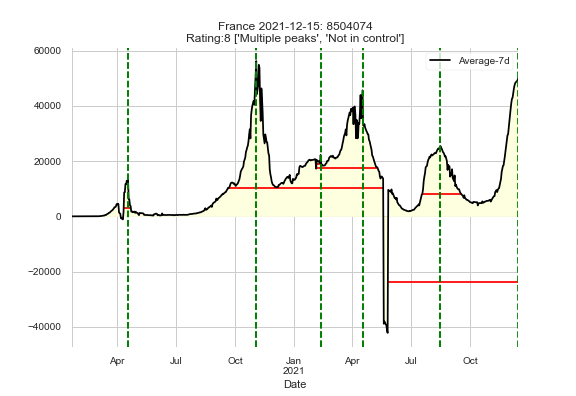 France 2021-12-15: 8504074
Rating:8 ['Multiple peaks', 'Not in control']
Average-7d
60000
40000
20000
0
−20000
−40000
Apr Jul Oct Jan Apr Jul Oct
2021
Date